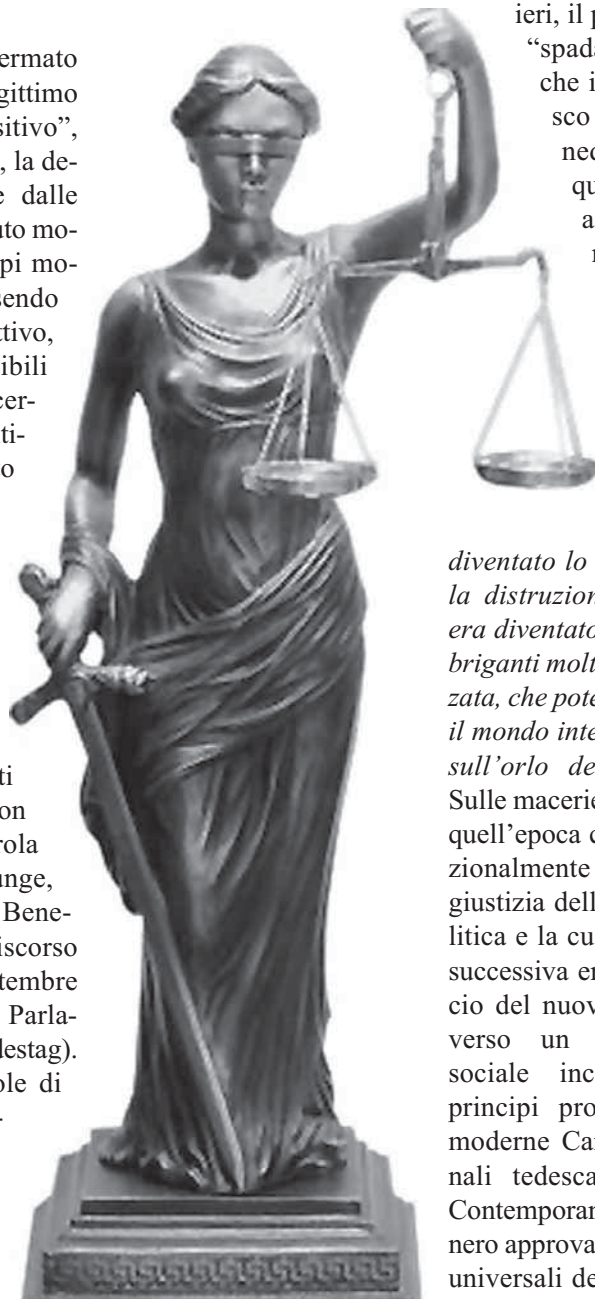 ermato
gittimo
sitivo”,
, la de-
e dalle
uto mo-
pi mo-
sendo
ttivo,
ibili
cer-
ti-
o
ti
on
rola
unge,
Bene-
iscorso
tembre
Parla-
destag).
ole di
-
ieri, il p
“spada
che i
sco
ned
qu
a
diventato lo
la distruzion
era diventato
briganti molt
zata, che pote
il mondo inte
sull’orlo de
Sulle macerie
quell’epoca c
zionalmente
giustizia dell
litica e la cu
successiva er
cio del nuov
verso un
sociale inc
principi pro
moderne Car
nali tedesca
Contemporan
nero approva
universali de